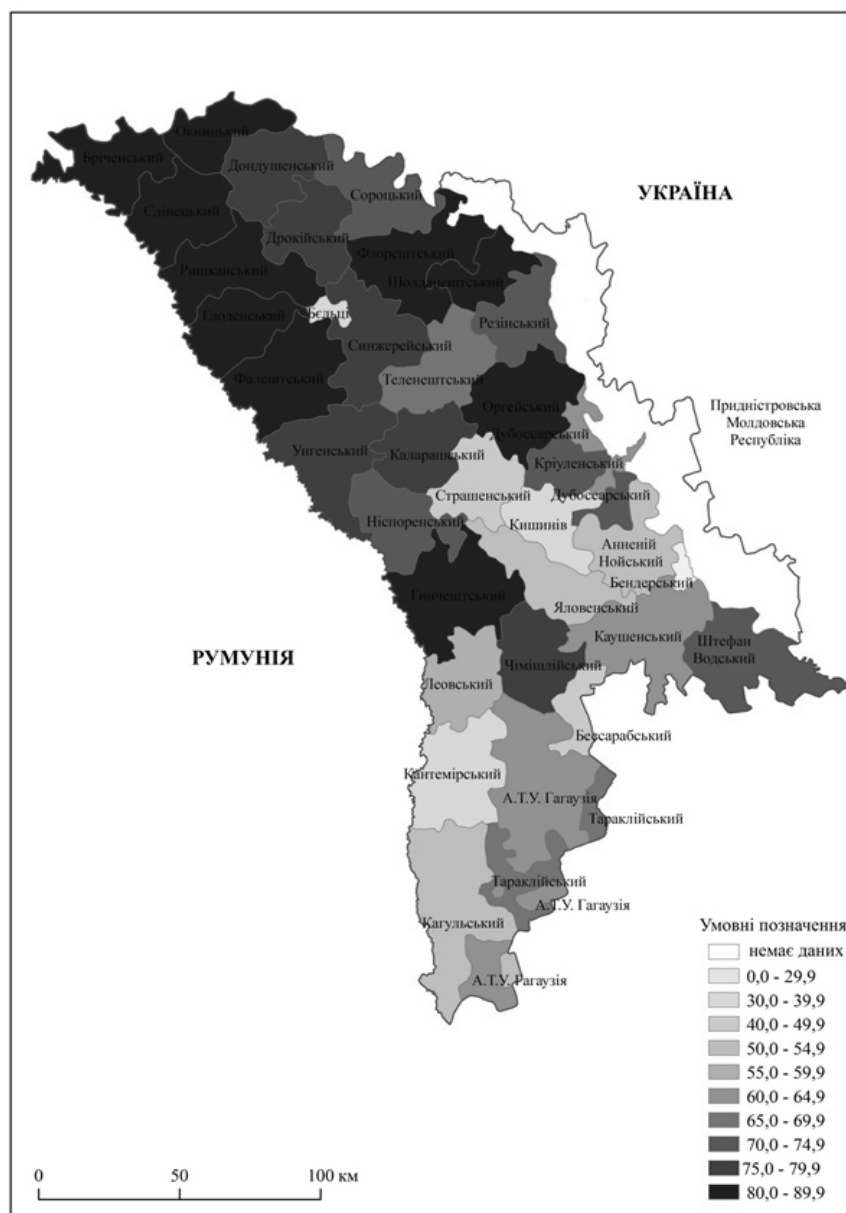 УКРАЇНА
Окницький
Бріченський
Дондушенський
Сороцький
Єдінецький
Дрокійський
Флорештський
Ришканський
Шолданештський
Глоденський
Бєльці
Резінський
Синжерейський
Фалештський
Теленештський
Оргейський
Придністровська
Молдовська
Республіка
Дубоссарський
Унгенський
Каларашський
Кріуленський
Страшенський
Дубоссарський
Ніспоренський
Кишинів
Анненій
Нойський
Бендерський
Гинчештський
Яловенський
Каушенський
Штефан
Водський
РУМУНІЯ
Чімішлійський
Леовський
Бессарабський
Кантемірський
А.Т.У. Гагаузія
Тараклійський
Тараклійський
А.Т.У. Гагаузія
Кагульський
А.Т.У. Гагаузія
Умовні позначення
немає даних
0,0 - 29,9
30,0 - 39,9
40,0 - 49,9
50,0 - 54,9
55,0 - 59,9
60,0 - 64,9
65,0 - 69,9
70,0 - 74,9
75,0 - 79,9
80,0 - 89,9
0 50 100 км